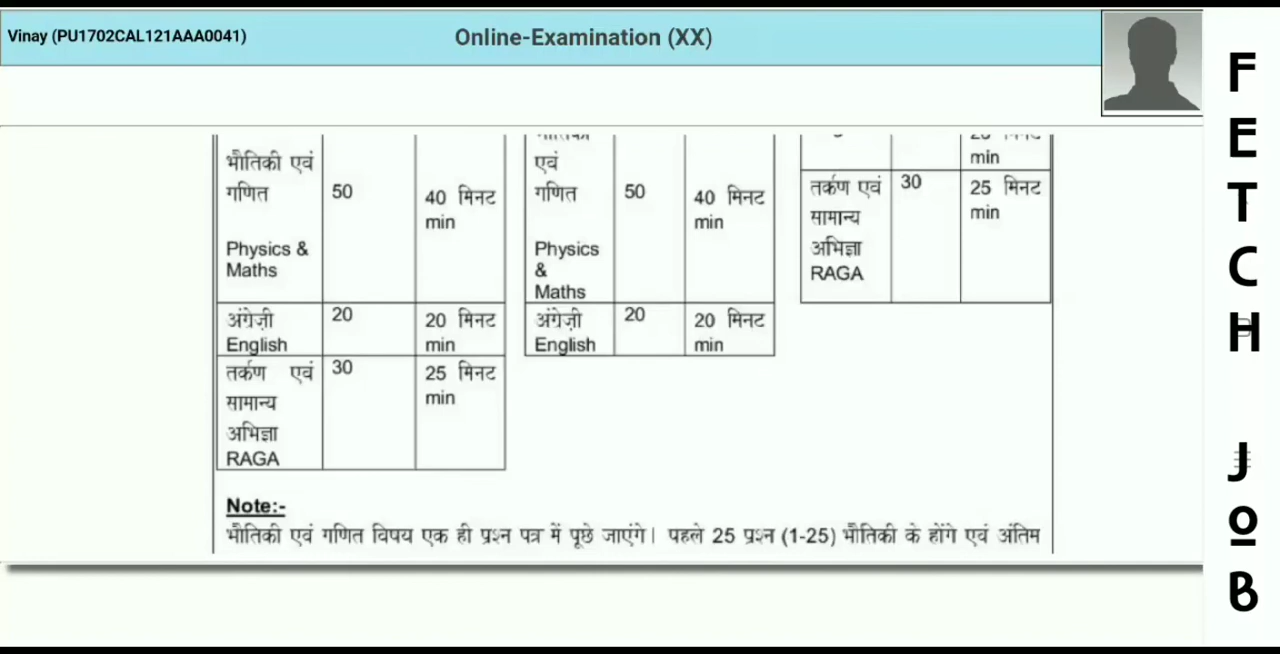 Vinay (PU1702CAL121AAA0041)
Online-Examination (XX)
भौतिकी एवं
गणित
Physics &
Maths
50
40 मिनट
min
अंग्रेज़ी
English
20
20 मिनट
min
तर्कण एवं
सामान्य
अभिज्ञा
RAGA
30
25 मिनट
min
एवं
गणित
Physics
&
Maths
50
40 मिनट
min
अंग्रेज़ी
English
20
20 मिनट
min
min
तर्कण एवं
सामान्य
अभिज्ञा
RAGA
30
25 मिनट
min
Note:-
भौतिकी एवं गणित विषय एक ही प्रश्न पत्र में पूछे जाएंगे। पहले 25 प्रश्न (1-25) भौतिकी के होंगे एवं अंतिम
FETCH JOB